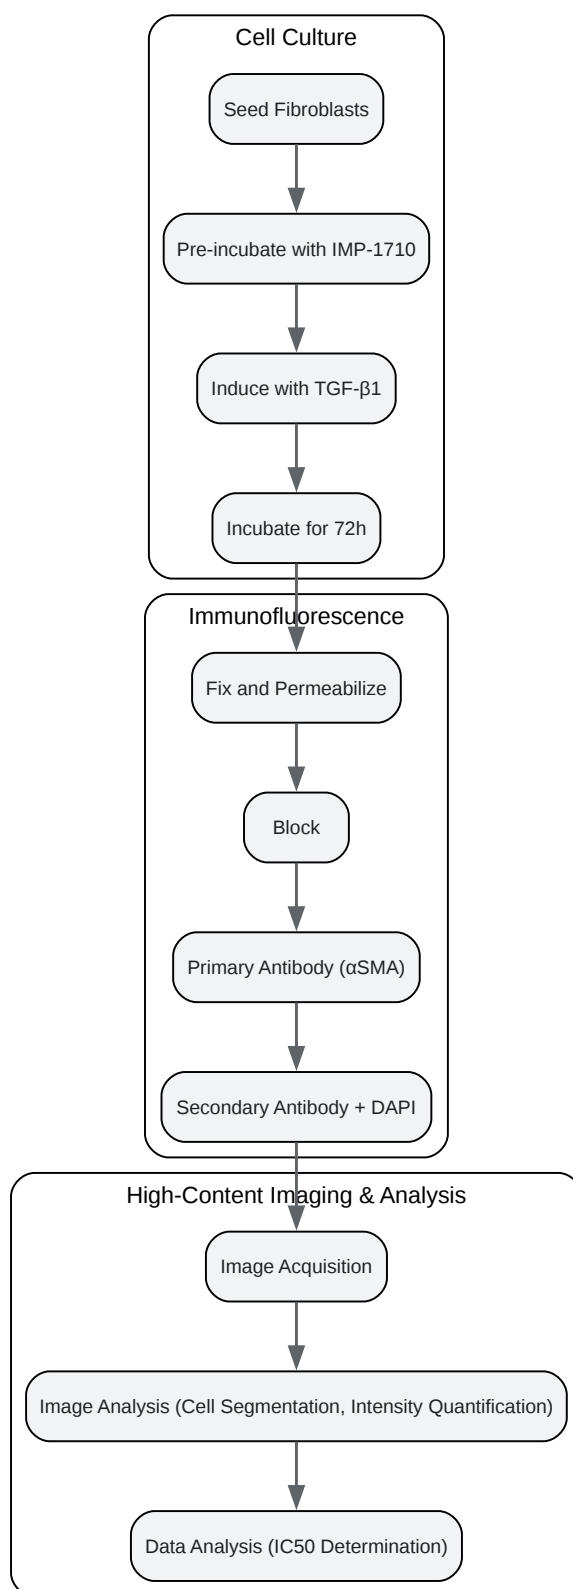 Cell Culture
Seed Fibroblasts
Pre-incubate with IMP-1710
Induce with TGF-β1
Incubate for 72h
Immunofluorescence
Fix and Permeabilize
Block
Primary Antibody (αSMA)
Secondary Antibody + DAPI
High-Content Imaging & Analysis
Image Acquisition
Image Analysis (Cell Segmentation, Intensity Quantification)
Data Analysis (IC50 Determination)